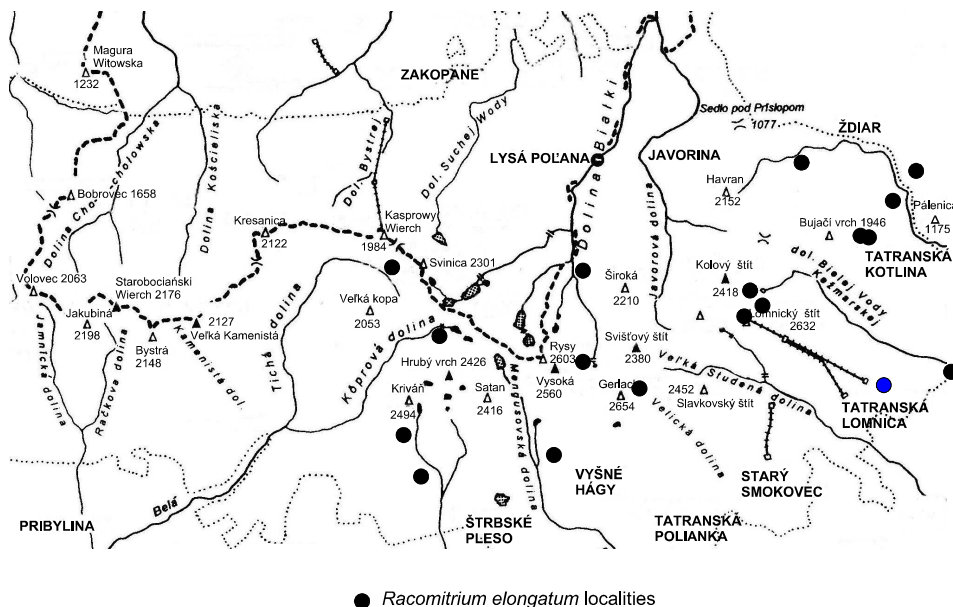 Magura
Witowska
1232
ZAKOPANE
Sedlo pod Príslopom
1077
ŽDIAR
Dolina Cho-chołowska
Dolina Kościeliska
Dol. Bystrej
Dol. Suchej Wody
Dolina Białki
LYSÁ POĽANA
JAVORINA
Havran
2152
Pálenica
1175
Bobrovec 1658
Kresanica
2122
Kasprowy
Wierch
1984
Javorová dolina
Bujačí vrch 1946
TATRANSKÁ
KOTLINA
Volovec 2063
Starobociański
Wierch 2176
Svinica 2301
Široká
2210
Kolový štít
2418
dol. Bielej Vody
Kežmarskej
Jakubiná
2198
2127
Veľká Kamenistá
Veľká kopa
2053
Lomnický štít
2632
Bystrá
2148
Jamnická dolina
Račkova dolina
Kamenistá dol.
Tichá dolina
Kôprová dolina
Hrubý vrch 2426
Rysy
2603
Vysoká
2560
Svišťový štít
2380
Kriváň
2494
Satan
2416
Mengusovská dolina
Gerlach
2654
Veľká Studená dolina
2452
Slavkovský štít
Velická dolina
TATRANSKÁ
LOMNICA
Belá
PRIBYLINA
ŠTRBSKÉ
PLESO
VYŠNÉ
HÁGY
TATRANSKÁ
POLIANKA
STARÝ
SMOKOVEC
Racomitrium elongatum localities